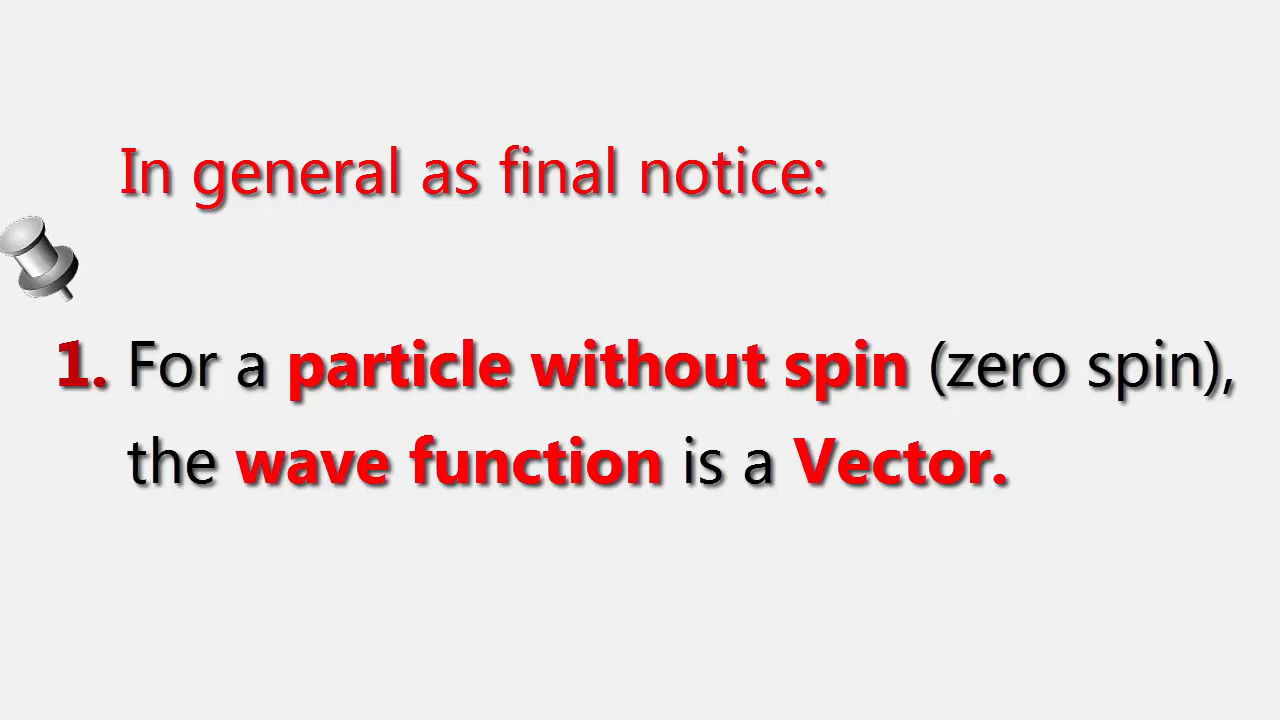 In general as final notice:
1. For a particle without spin (zero spin),
the wave function is a Vector.